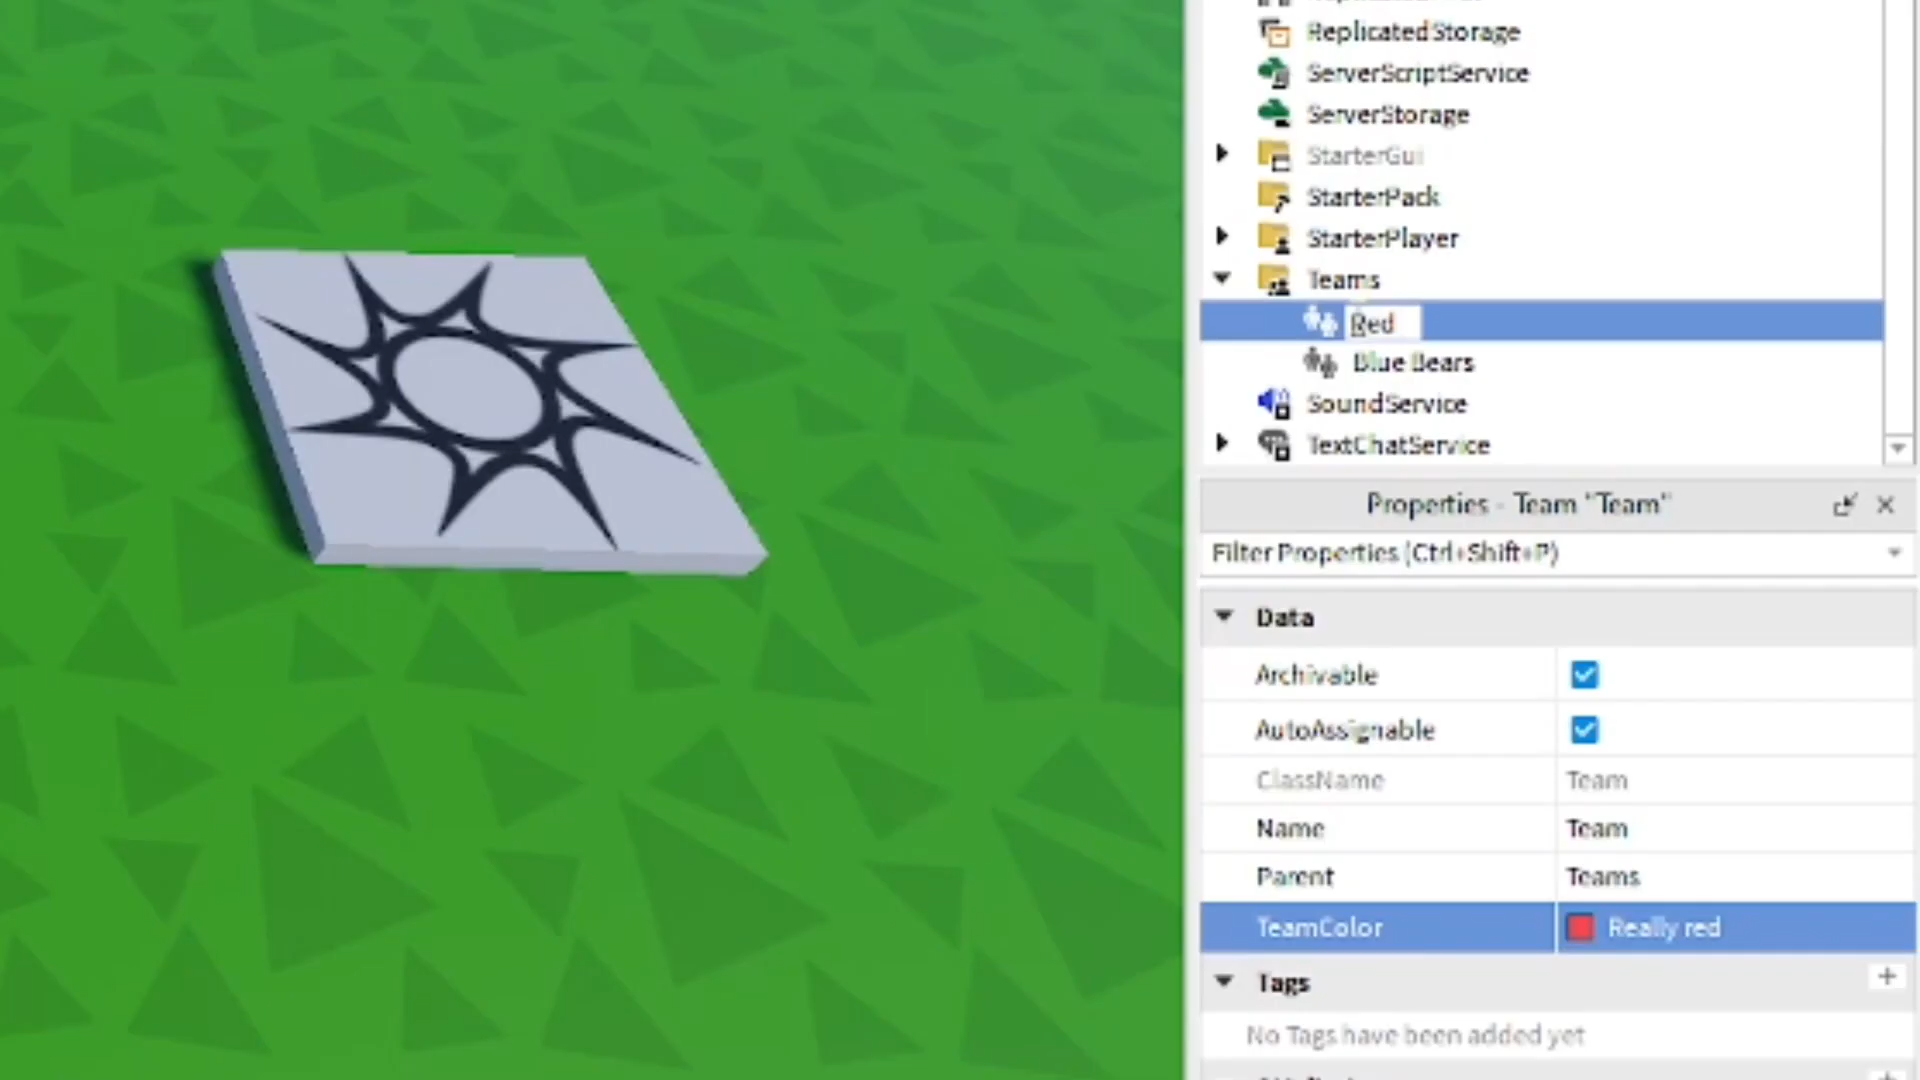 ReplicatedStorage
ServerScriptService
ServerStorage
StarterGui
StarterPack
StarterPlayer
Teams
Red
Blue Bears
SoundService
TextChatService
Properties - Team "Team"
Filter Properties (Ctrl+Shift+P)
Data
Archivable
AutoAssignable
ClassName Team
Name Team
Parent Teams
TeamColor Really red
Tags
+
No Tags have been added yet